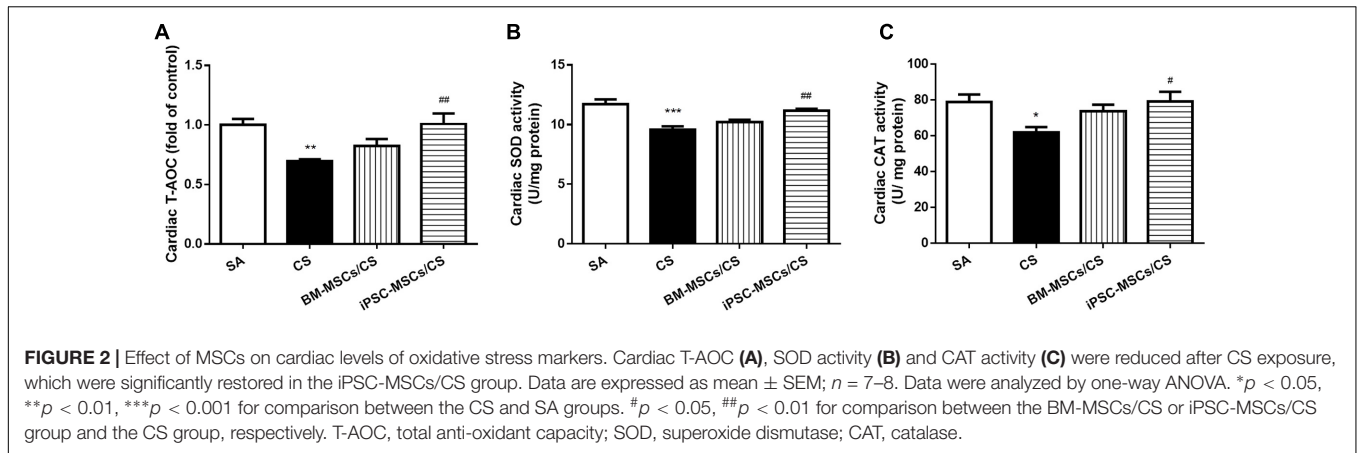 A
Cardiac T-AOC (fold of control)
1.5
1.0
0.5
0.0
**
##
SA
CS
BM-MSCs/CS
iPSC-MSCs/CS
B
Cardiac SOD activity
(U/mg protein)
15
10
5
0
***
##
SA
CS
BM-MSCs/CS
iPSC-MSCs/CS
C
Cardiac CAT activity
(U/ mg protein)
100
80
60
40
20
0
*
#
SA
CS
BM-MSCs/CS
iPSC-MSCs/CS
FIGURE 2 | Effect of MSCs on cardiac levels of oxidative stress markers. Cardiac T-AOC (A), SOD activity (B) and CAT activity (C) were reduced after CS exposure,
which were significantly restored in the iPSC-MSCs/CS group. Data are expressed as mean ± SEM; n = 7–8. Data were analyzed by one-way ANOVA. *p < 0.05,
**p < 0.01, ***p < 0.001 for comparison between the CS and SA groups. #p < 0.05, ##p < 0.01 for comparison between the BM-MSCs/CS or iPSC-MSCs/CS
group and the CS group, respectively. T-AOC, total anti-oxidant capacity; SOD, superoxide dismutase; CAT, catalase.